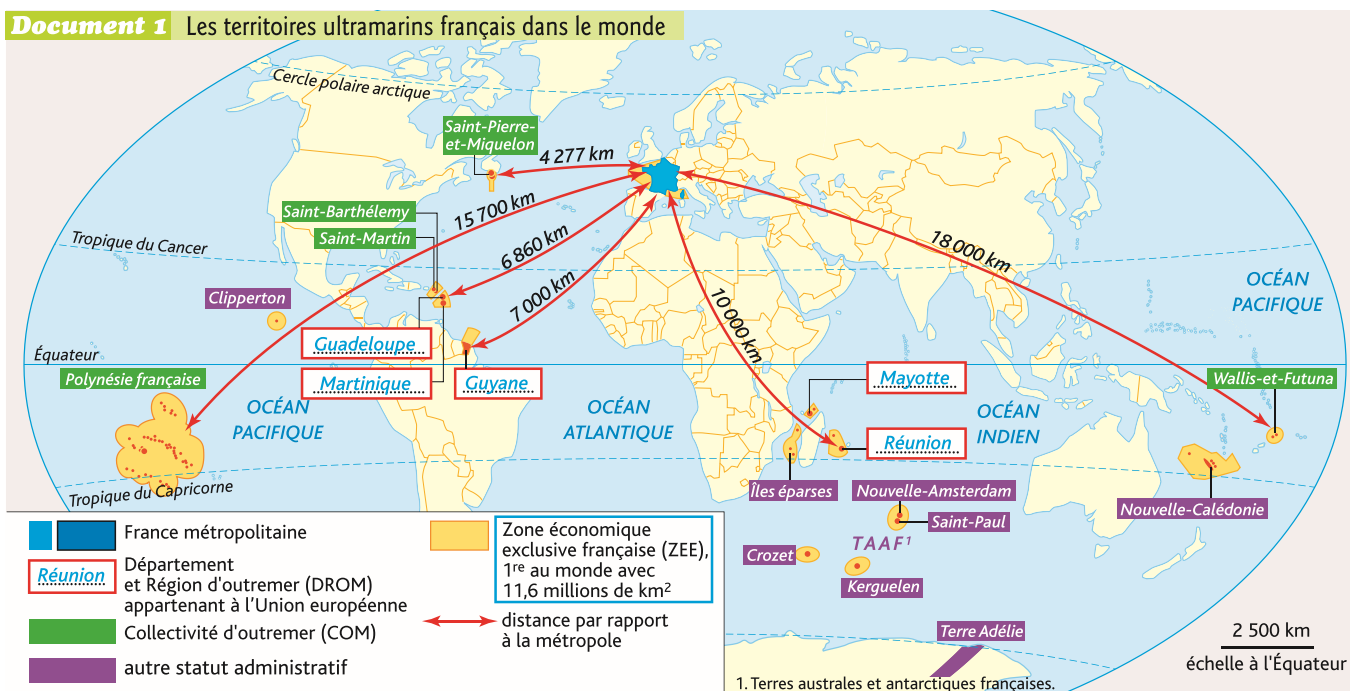 Document 1 Les territoires ultramarins français dans le monde
Cercle polaire arctique
Saint-Pierre-
et-Miquelon
4 277 km
15 700 km
Saint-Barthélemy
Saint-Martin
6 860 km
18 000 km
Tropique du Cancer
7 000 km
10 000 km
OCÉAN
PACIFIQUE
Clipperton
Guadeloupe
Équateur
Polynésie française
Martinique
Guyane
Mayotte
Wallis-et-Futuna
OCÉAN
PACIFIQUE
OCÉAN
ATLANTIQUE
OCÉAN
INDIEN
Réunion
Tropique du Capricorne
Îles éparses
Nouvelle-Amsterdam
Saint-Paul
Nouvelle-Calédonie
TAAF¹
Crozet
Kerguelen
Terre Adélie
France métropolitaine
Réunion
Département
et Région d'outremer (DROM)
appartenant à l'Union européenne
Collectivité d'outremer (COM)
autre statut administratif
Zone économique
exclusive française (ZEE),
1re au monde avec
11,6 millions de km²
distance par rapport
à la métropole
2 500 km
échelle à l'Équateur
1. Terres australes et antarctiques françaises.